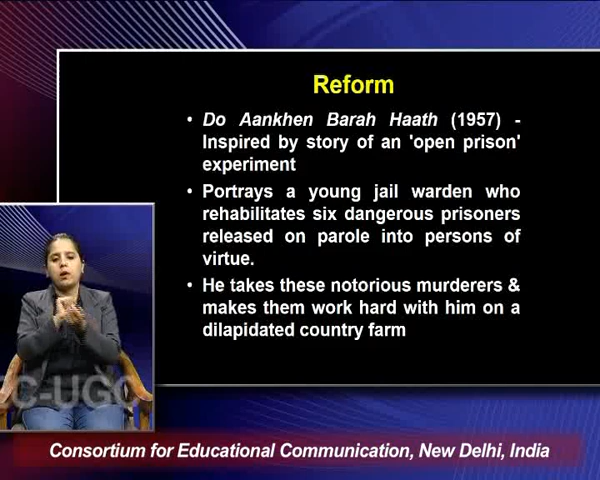 Reform
• Do Aankhen Barah Haath (1957) -
Inspired by story of an 'open prison'
experiment
• Portrays a young jail warden who
rehabilitates six dangerous prisoners
released on parole into persons of
virtue.
• He takes these notorious murderers &
makes them work hard with him on a
dilapidated country farm
EC-UGC
Consortium for Educational Communication, New Delhi, India